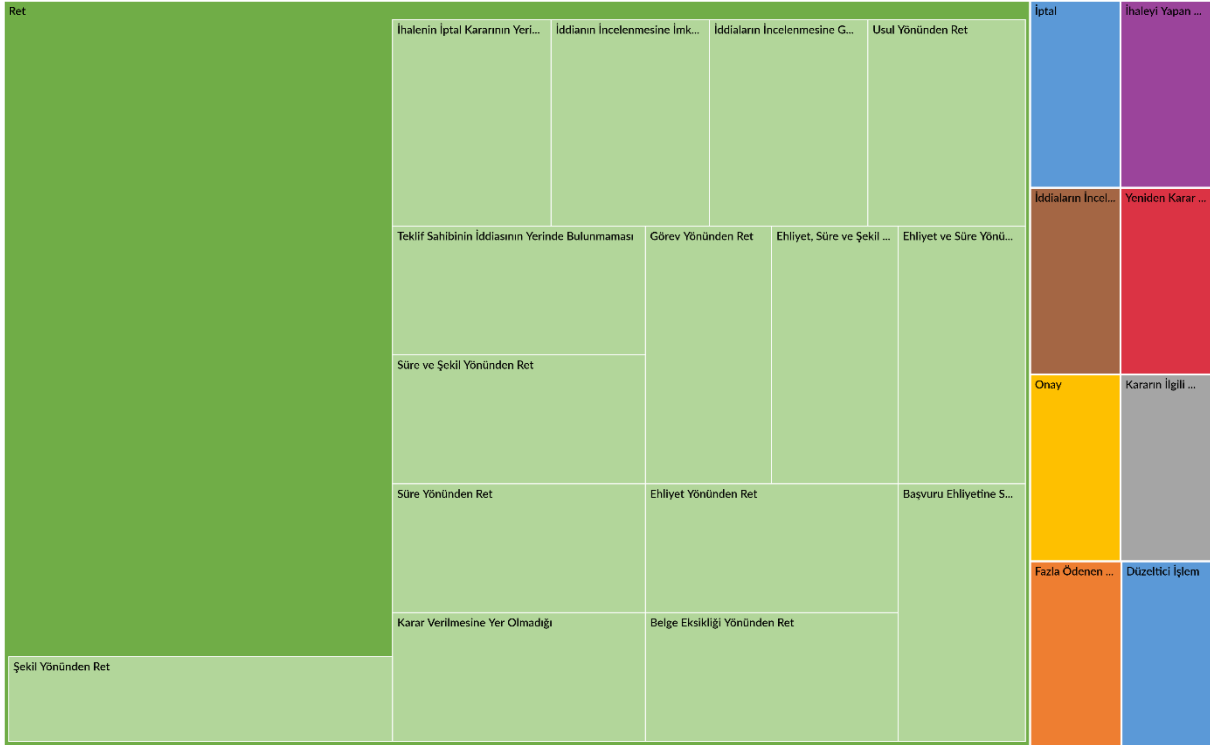 Ret
İhalenin İptal Kararının Yeri...
İddianın İncelenmesine İmk...
İddiaların İncelenmesine G...
Usul Yönünden Ret
Teklif Sahibinin İddiasının Yerinde Bulunmaması
Görev Yönünden Ret
Ehliyet, Süre ve Şekil ...
Ehliyet ve Süre Yönü...
Süre ve Şekil Yönünden Ret
Süre Yönünden Ret
Ehliyet Yönünden Ret
Başvuru Ehliyetine S...
Karar Verilmesine Yer Olmadığı
Belge Eksikliği Yönünden Ret
Şekil Yönünden Ret
İptal
İhaleyi Yapan ...
İddiaların İncel...
Yeniden Karar ...
Onay
Kararın İlgili ...
Fazla Ödenen ...
Düzeltici İşlem